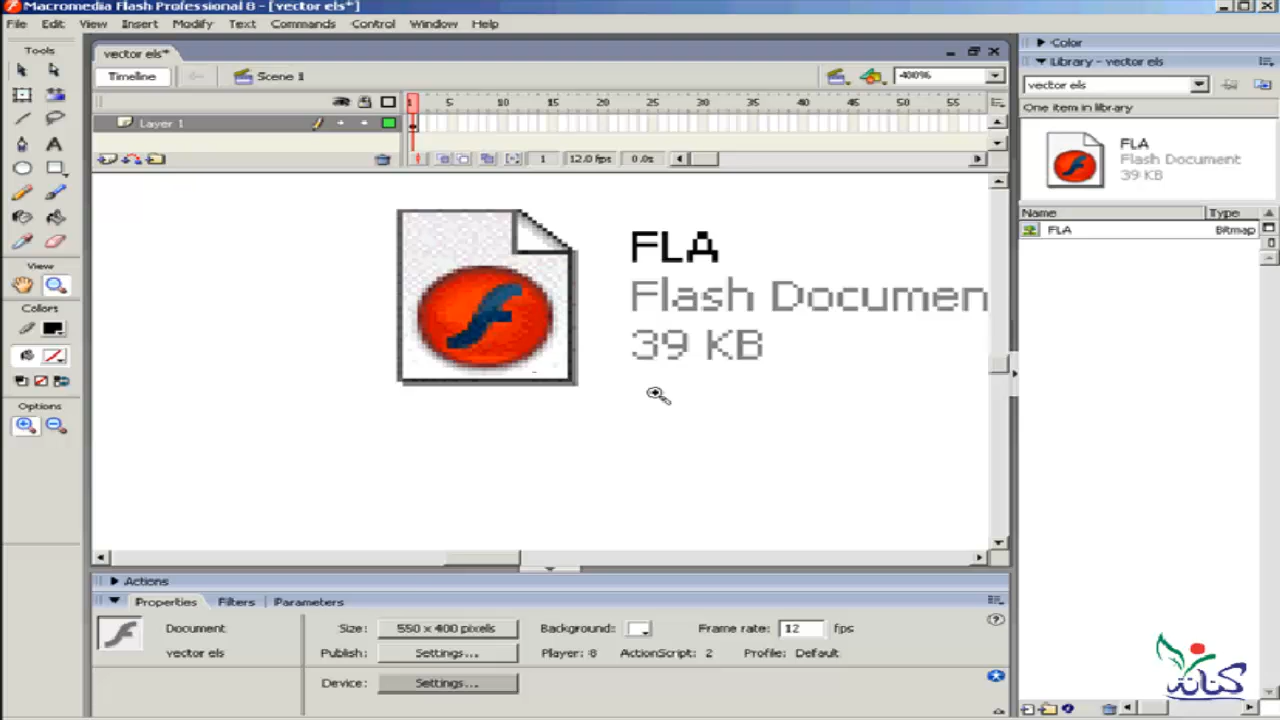 Macromedia Flash Professional 8 - [vector els*]
File Edit View Insert Modify Text Commands Control Window Help
Tools
View
Colors
Options
vector els*
Timeline
Scene 1
400%
1 5 10 15 20 25 30 35 40 45 50 55
Layer 1
1 12.0 fps 0.0s
FLA
Flash Documen
39 KB
Actions
Properties Filters Parameters
Document
vector els
Size: 550 x 400 pixels Background: Frame rate: 12 fps
Publish: Settings... Player: 8 ActionScript: 2 Profile: Default
Device: Settings...
Color
Library - vector els
vector els
One item in library
FLA
Flash Document
39 KB
Name Type
FLA Bitmap
كنانة